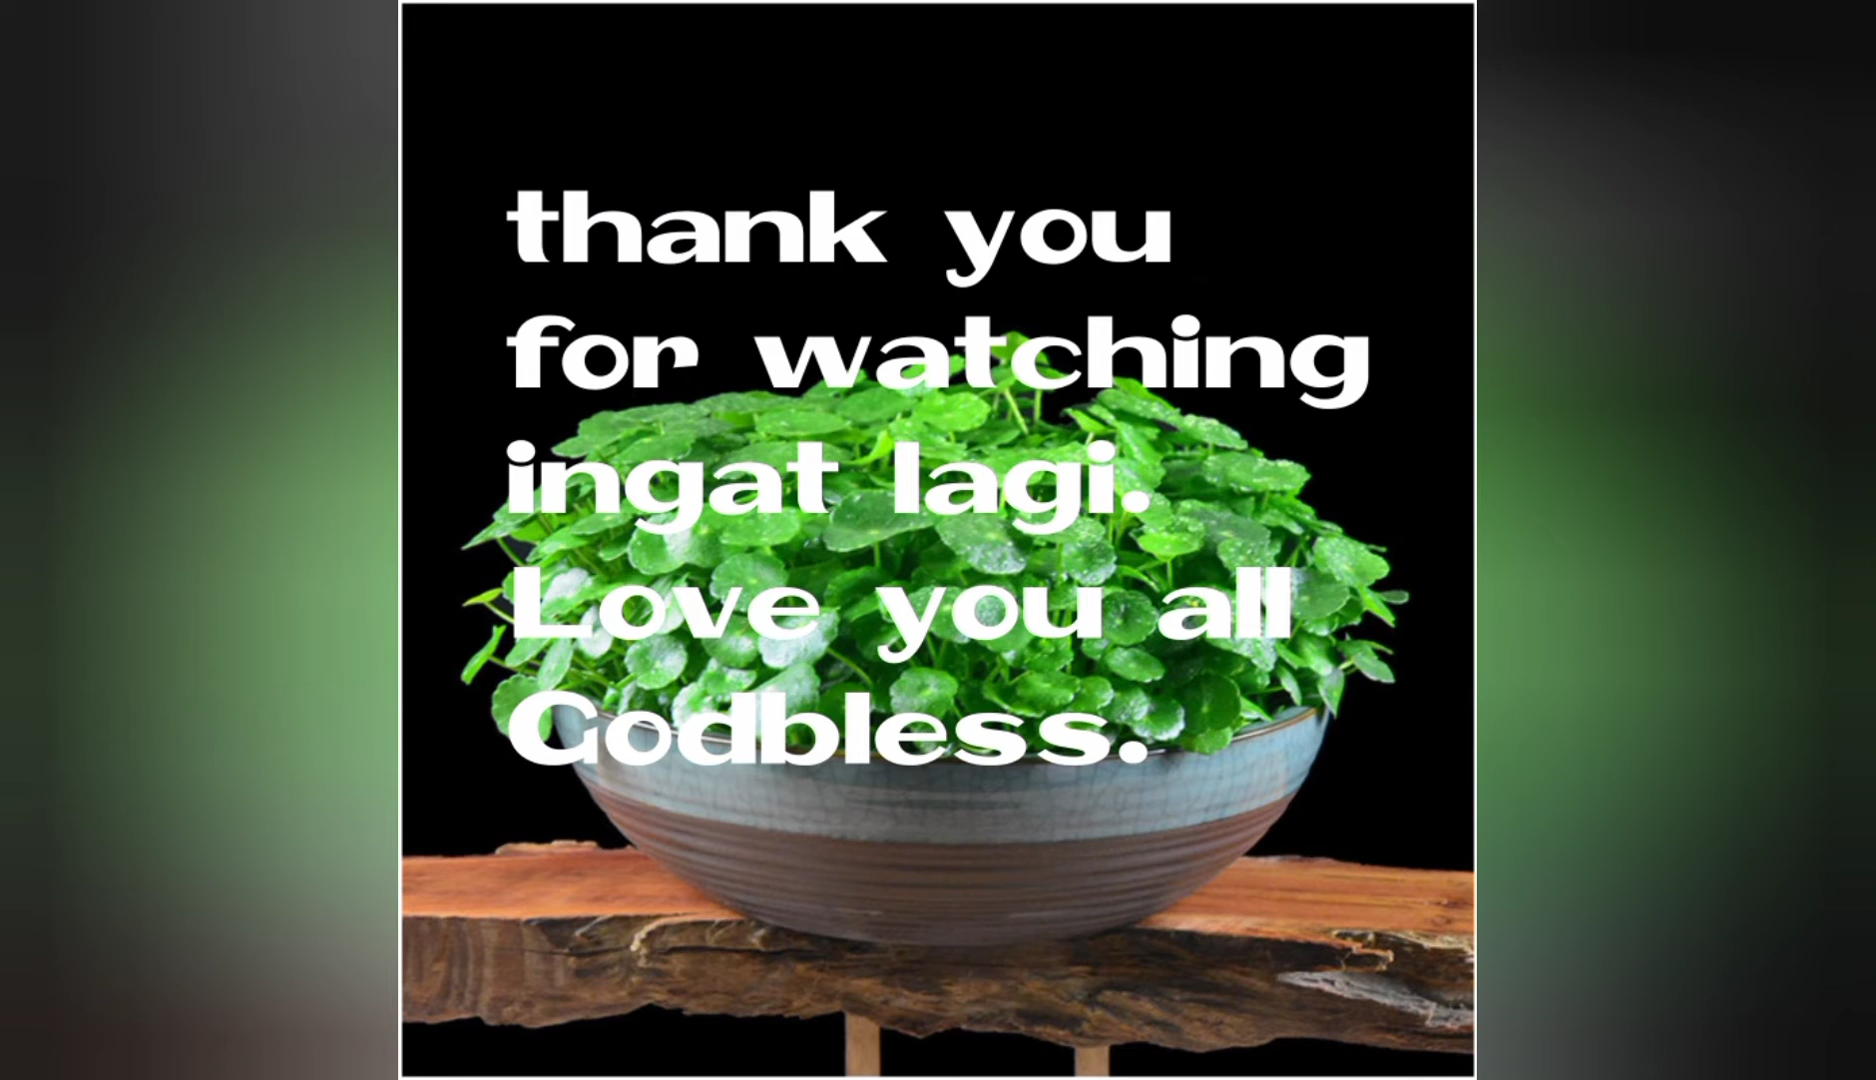 thank you
for watching
ingat lagi.
Love you all
Godbless.